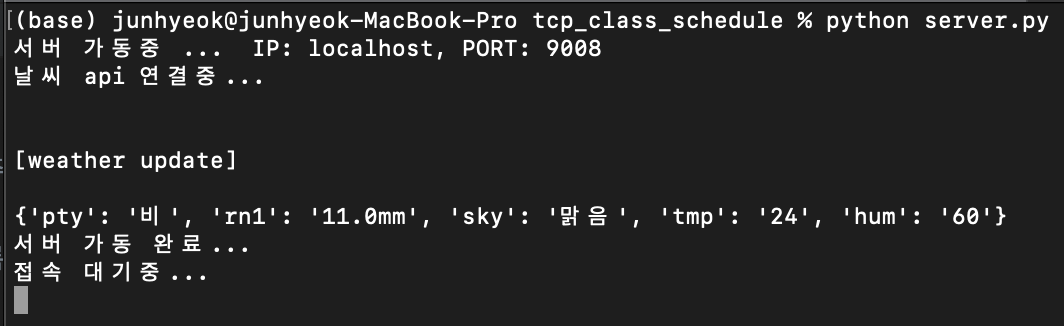 (base) junhyeok@junhyeok-MacBook-Pro tcp_class_schedule % python server.py
서버 가동중 ...  IP: localhost, PORT: 9008
날씨 api 연결중...
[weather update]
{'pty': '비', 'rn1': '11.0mm', 'sky': '맑음', 'tmp': '24', 'hum': '60'}
서버 가동 완료...
접속 대기중...